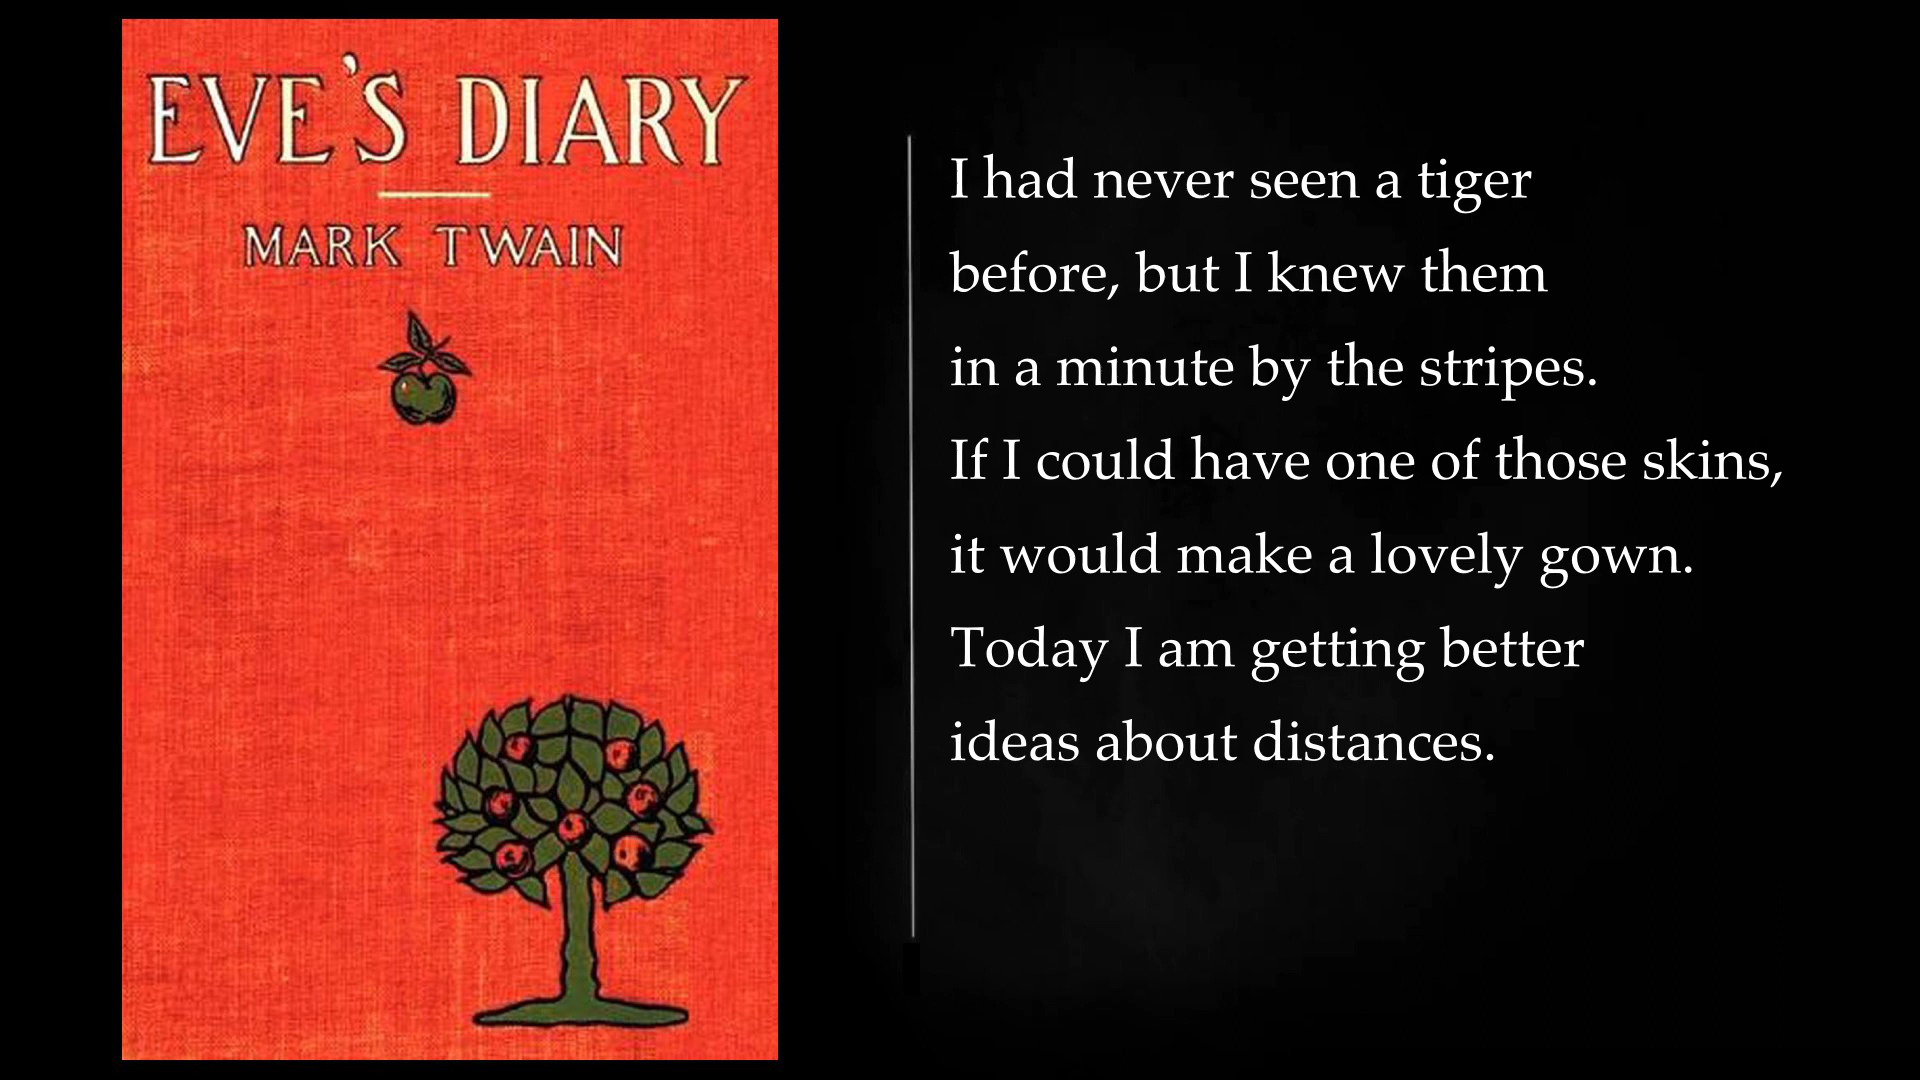 EVE'S DIARY
MARK TWAIN
I had never seen a tiger
before, but I knew them
in a minute by the stripes.
If I could have one of those skins,
it would make a lovely gown.
Today I am getting better
ideas about distances.